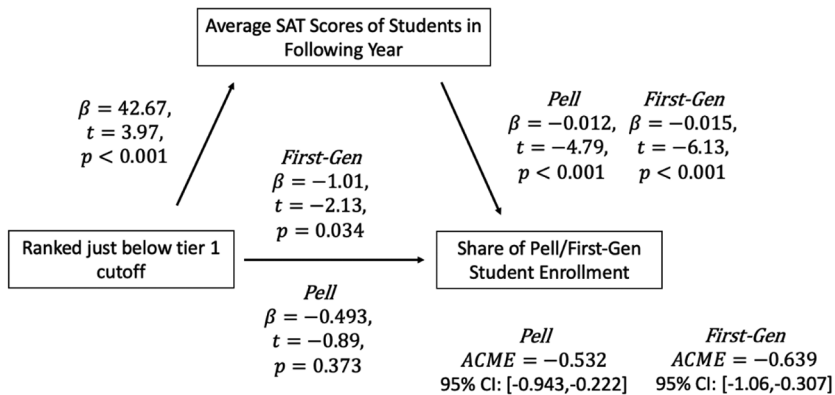 Average SAT Scores of Students in
Following Year
β = 42.67,
t = 3.97,
p < 0.001
Pell
β = −0.012,
t = −4.79,
p < 0.001
First-Gen
β = −0.015,
t = −6.13,
p < 0.001
First-Gen
β = −1.01,
t = −2.13,
p = 0.034
Ranked just below tier 1
cutoff
Share of Pell/First-Gen
Student Enrollment
Pell
β = −0.493,
t = −0.89,
p = 0.373
Pell
ACME = −0.532
95% CI: [-0.943,-0.222]
First-Gen
ACME = −0.639
95% CI: [-1.06,-0.307]